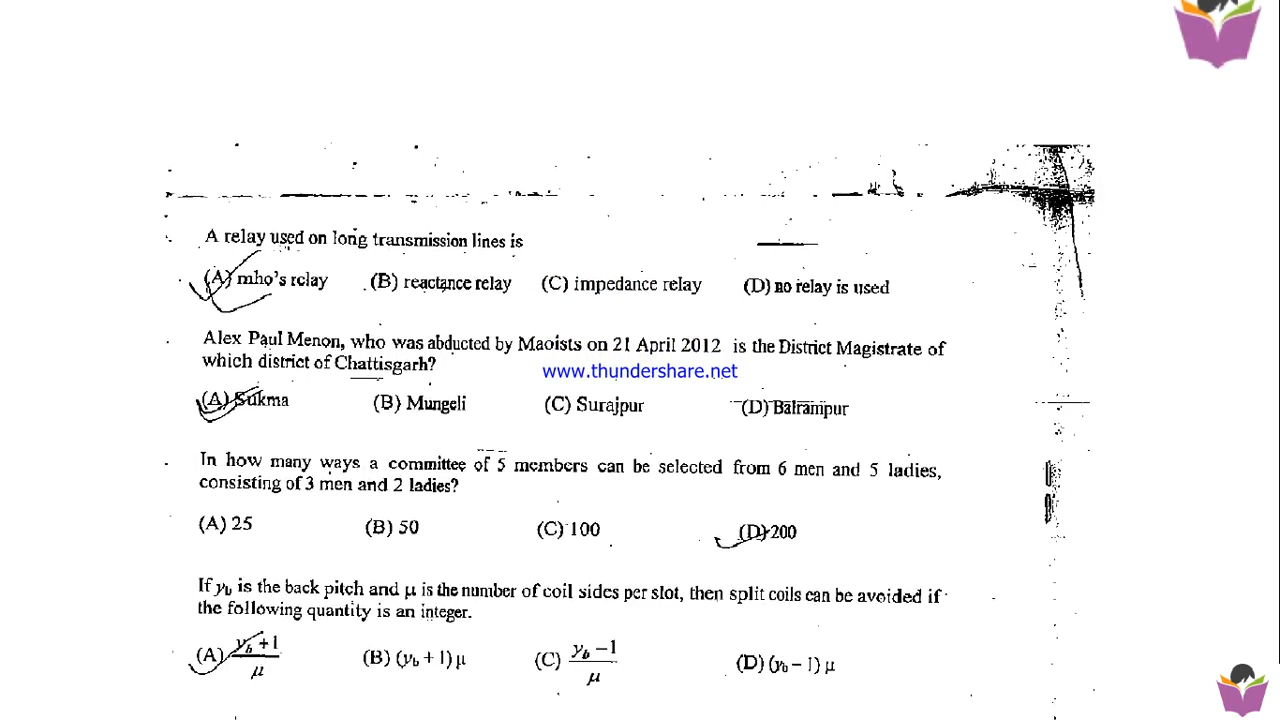 A relay used on long transmission lines is
(A) mho's relay (B) reactance relay (C) impedance relay (D) no relay is used
Alex Paul Menon, who was abducted by Maoists on 21 April 2012 is the District Magistrate of
which district of Chattisgarh?
www.thundershare.net
(A) Sukma (B) Mungeli (C) Surajpur (D) Balrampur
In how many ways a committee of 5 members can be selected from 6 men and 5 ladies,
consisting of 3 men and 2 ladies?
(A) 25 (B) 50 (C) 100 (D) 200
If yb is the back pitch and μ is the number of coil sides per slot, then split coils can be avoided if
the following quantity is an integer.
(A) yb +1 / μ (B) (yb + 1) μ (C) yb −1 / μ (D) (yb − 1) μ